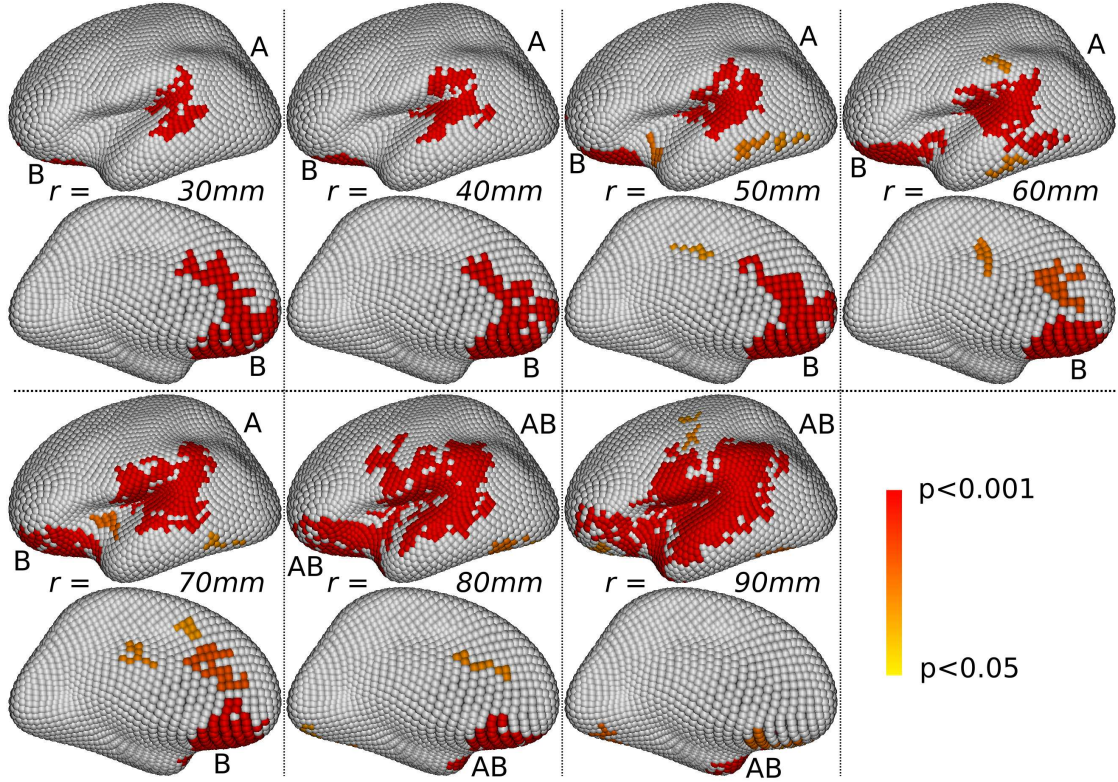 A
A
A
A
B
B
B
B
r = 30mm
r = 40mm
r = 50mm
r = 60mm
B
B
B
B
A
AB
AB
p<0.001
B
AB
r = 70mm
r = 80mm
r = 90mm
p<0.05
B
AB
AB